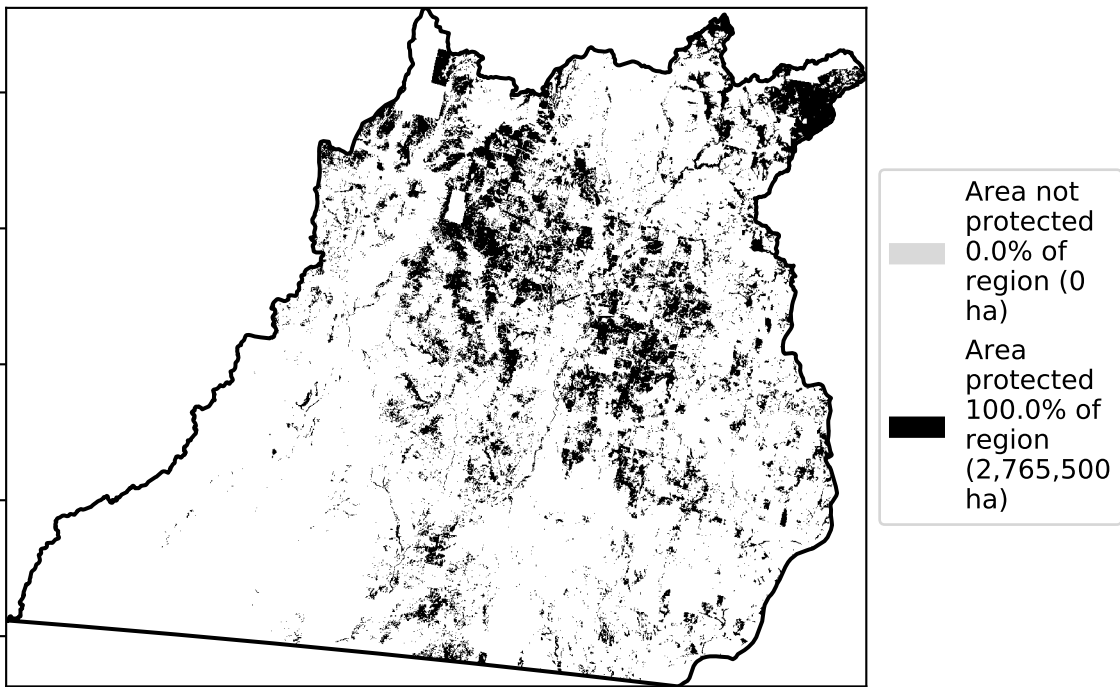 Area not
protected
0.0% of
region (0
ha)
Area
protected
100.0% of
region
(2,765,500
ha)